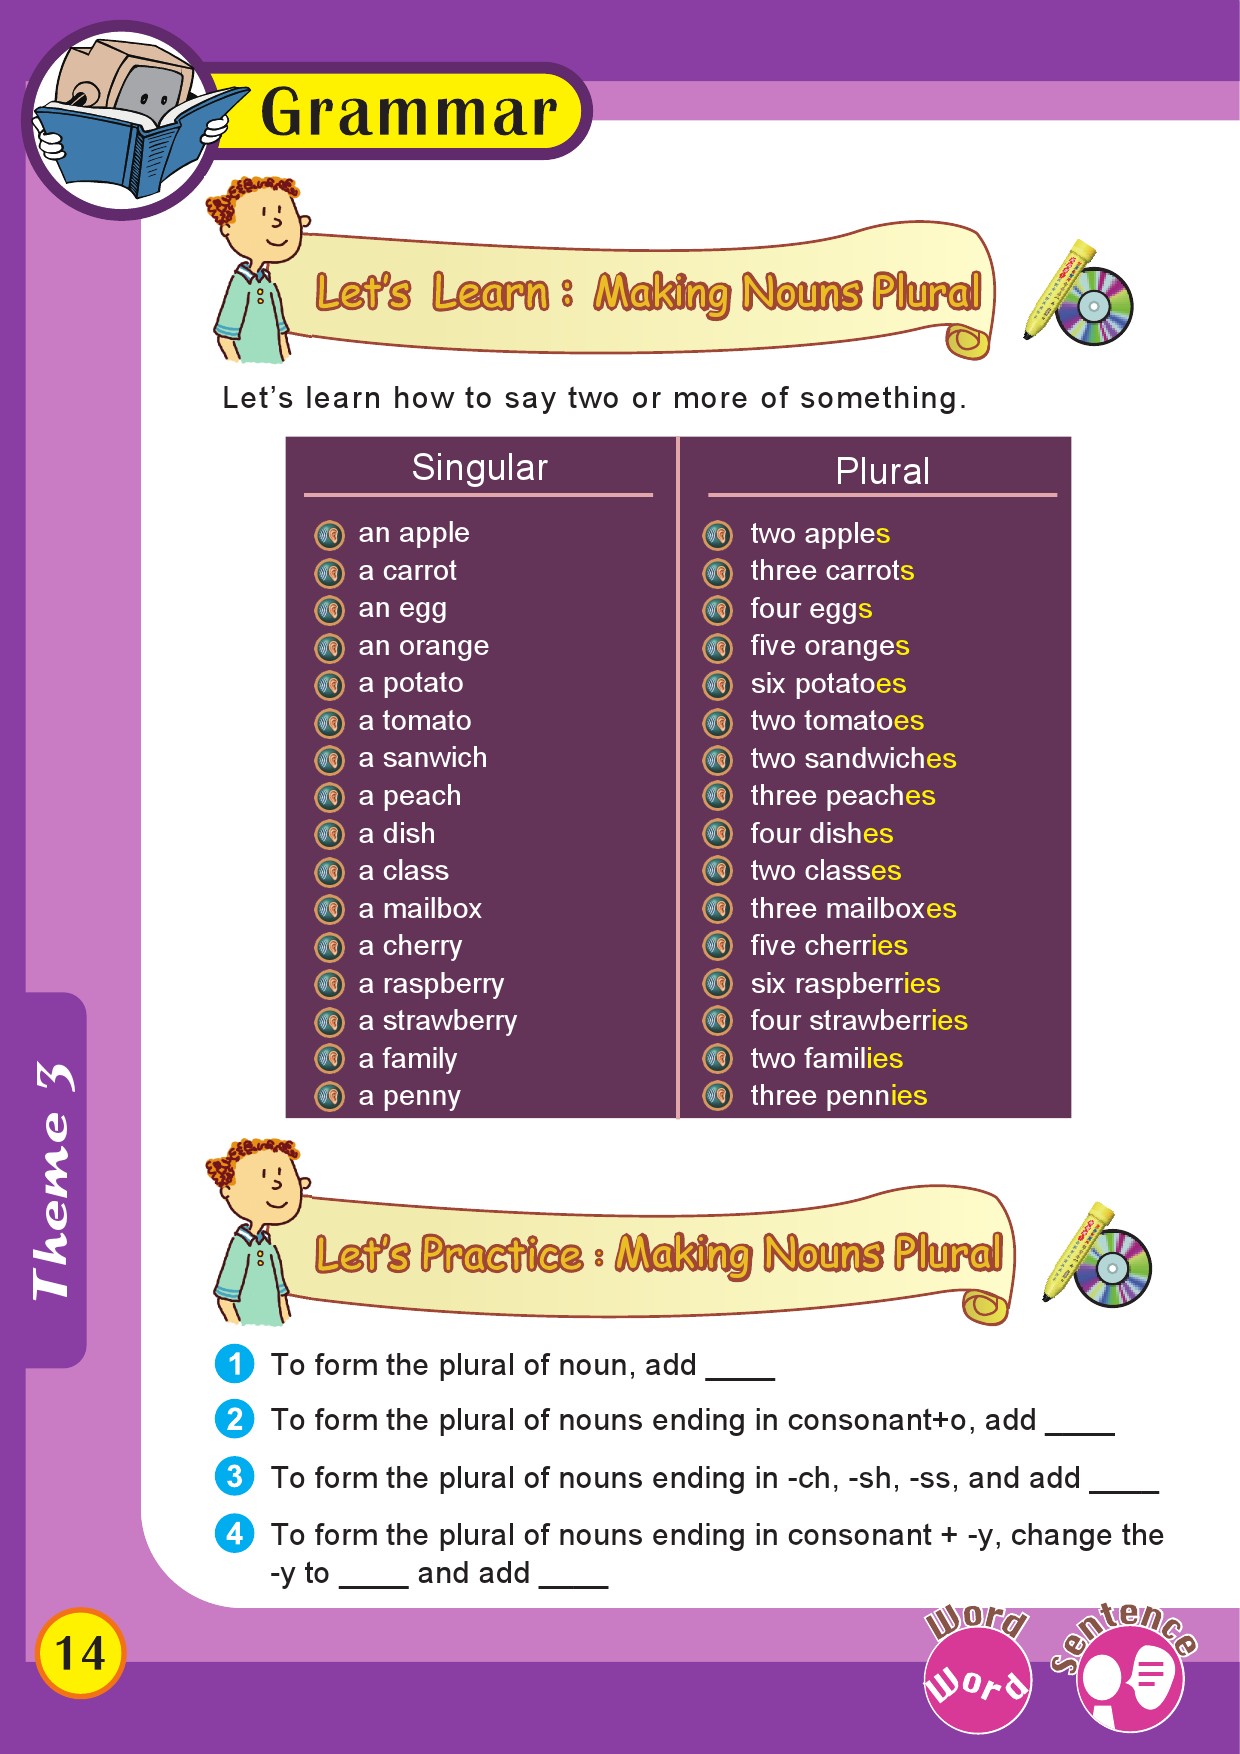 Grammar
Let's Learn : Making Nouns Plural
Let's learn how to say two or more of something.
Singular Plural
an apple two apples
a carrot three carrots
an egg four eggs
an orange five oranges
a potato six potatoes
a tomato two tomatoes
a sanwich two sandwiches
a peach three peaches
a dish four dishes
a class two classes
a mailbox three mailboxes
a cherry five cherries
a raspberry six raspberries
a strawberry four strawberries
a family two families
a penny three pennies
Theme 3
Let's Practice : Making Nouns Plural
1 To form the plural of noun, add ____
2 To form the plural of nouns ending in consonant+o, add ____
3 To form the plural of nouns ending in -ch, -sh, -ss, and add ____
4 To form the plural of nouns ending in consonant + -y, change the
-y to ____ and add ____
14
Word
Word
Sentence